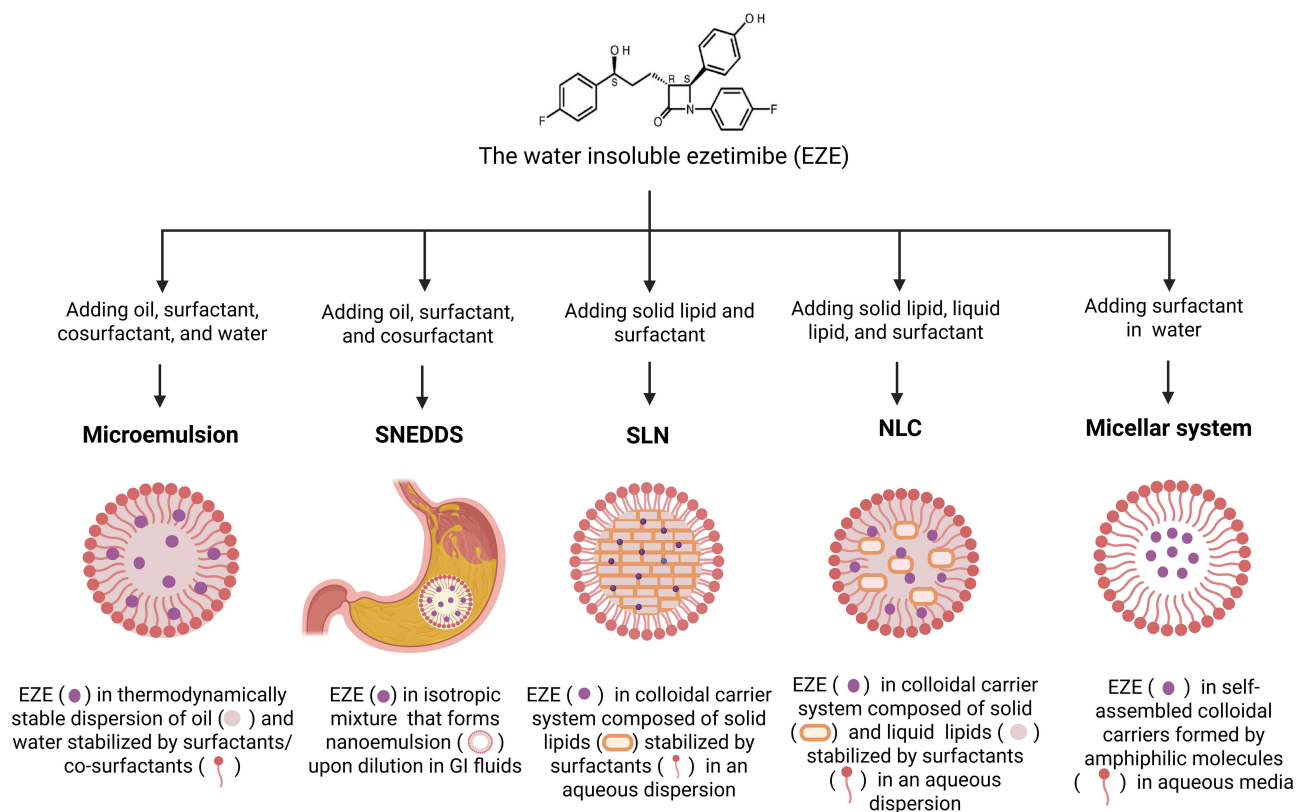 OH
OH
S
R
S
F
O
N
F
The water insoluble ezetimibe (EZE)
Adding oil, surfactant,
cosurfactant, and water
Adding oil, surfactant,
and cosurfactant
Adding solid lipid and
surfactant
Adding solid lipid, liquid
lipid, and surfactant
Adding surfactant
in water
Microemulsion
SNEDDS
SLN
NLC
Micellar system
EZE ( ) in thermodynamically
stable dispersion of oil ( ) and
water stabilized by surfactants/
co-surfactants ( )
EZE ( ) in isotropic
mixture that forms
nanoemulsion ( )
upon dilution in GI fluids
EZE ( ) in colloidal carrier
system composed of solid
lipids ( ) stabilized by
surfactants ( ) in an
aqueous dispersion
EZE ( ) in colloidal carrier
system composed of solid
( ) and liquid lipids ( )
stabilized by surfactants
( ) in an aqueous
dispersion
EZE ( ) in self-
assembled colloidal
carriers formed by
amphiphilic molecules
( ) in aqueous media